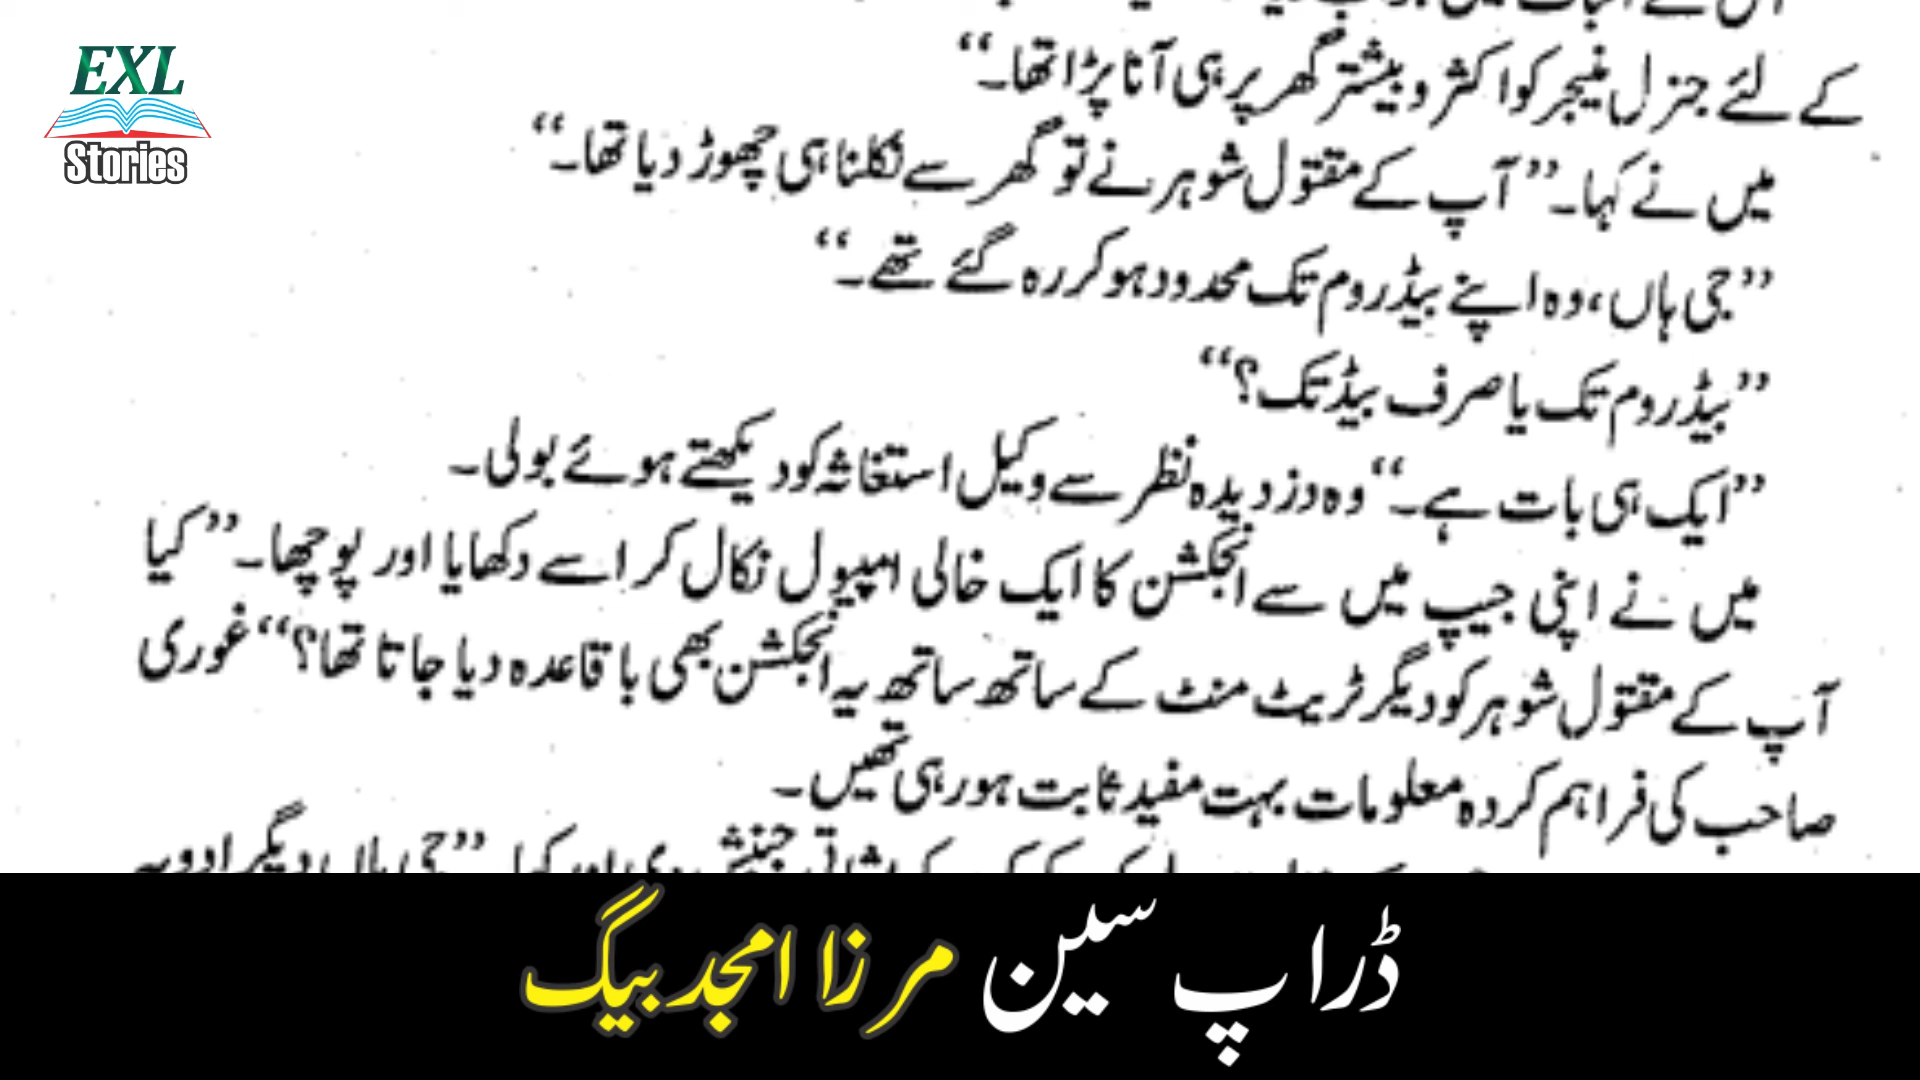 EXL
Stories
کے لئے جنرل منیجر کو اکثر و بیشتر گھر پر ہی آنا پڑا تھا۔“
میں نے کہا۔ ”آپ کے مقتول شوہر نے تو گھر سے نکلنا ہی چھوڑ دیا تھا۔“
”جی ہاں، وہ اپنے بیڈ روم تک محدود ہو کر رہ گئے تھے۔“
”بیڈ روم تک یا صرف بیڈ تک؟“
”ایک ہی بات ہے۔“ وہ دزدیدہ نظر سے وکیل استغاثہ کو دیکھتے ہوئے بولی۔
میں نے اپنی جیپ میں سے انجکشن کا ایک خالی امپیول نکال کر اسے دکھایا اور پوچھا۔ ”کیا
آپ کے مقتول شوہر کو دیگر ٹریٹ منٹ کے ساتھ ساتھ یہ انجکشن بھی باقاعدہ دیا جاتا تھا؟“ غوری
صاحب کی فراہم کردہ معلومات بہت مفید ثابت ہو رہی تھیں۔
ڈراپ سین مرزا امجد بیگ